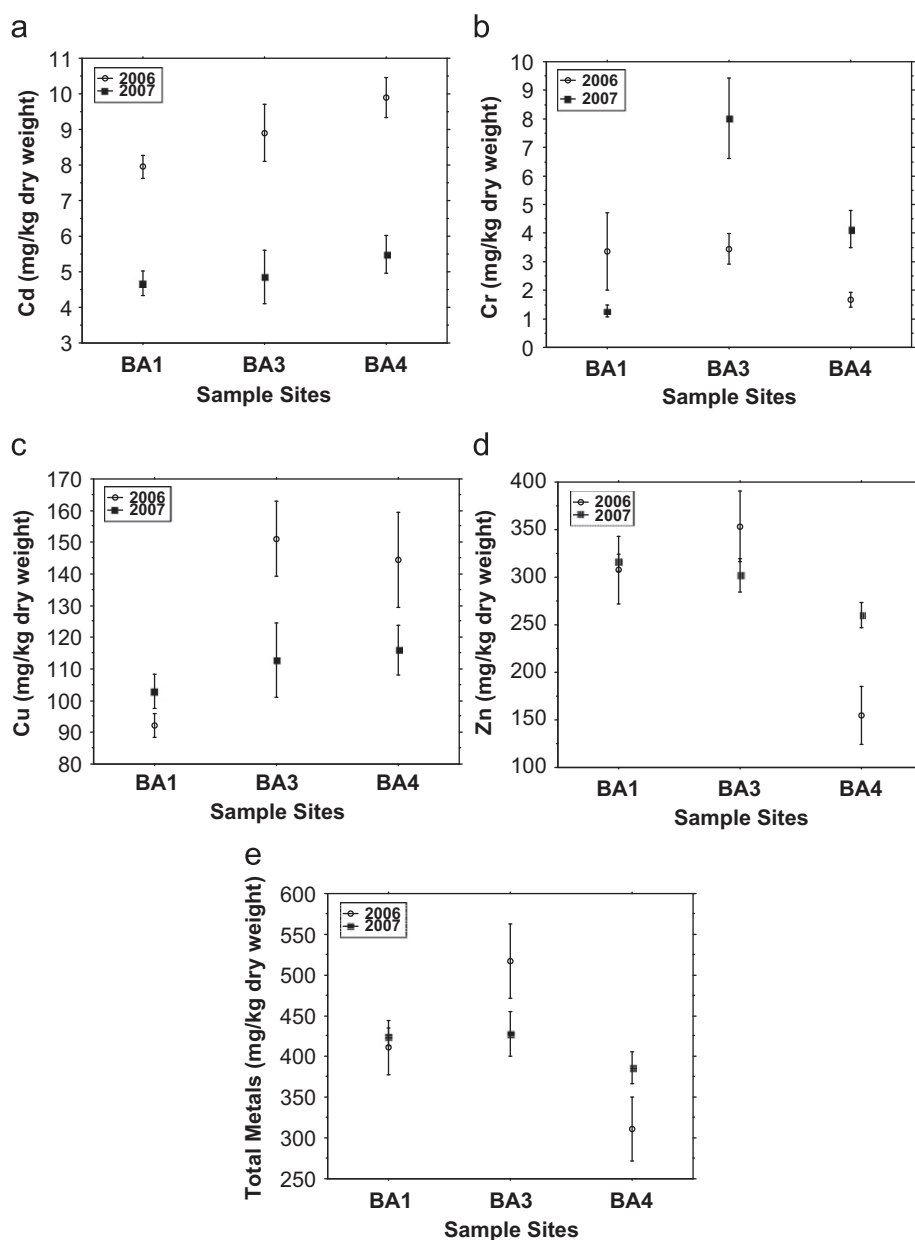 a
Cd (mg/kg dry weight)
11
10
9
8
7
6
5
4
3
2006
2007
BA1 BA3 BA4
Sample Sites
b
Cr (mg/kg dry weight)
10
9
8
7
6
5
4
3
2
1
0
2006
2007
BA1 BA3 BA4
Sample Sites
c
Cu (mg/kg dry weight)
170
160
150
140
130
120
110
100
90
80
2006
2007
BA1 BA3 BA4
Sample Sites
d
Zn (mg/kg dry weight)
400
350
300
250
200
150
100
2006
2007
BA1 BA3 BA4
Sample Sites
e
Total Metals (mg/kg dry weight)
600
550
500
450
400
350
300
250
2006
2007
BA1 BA3 BA4
Sample Sites